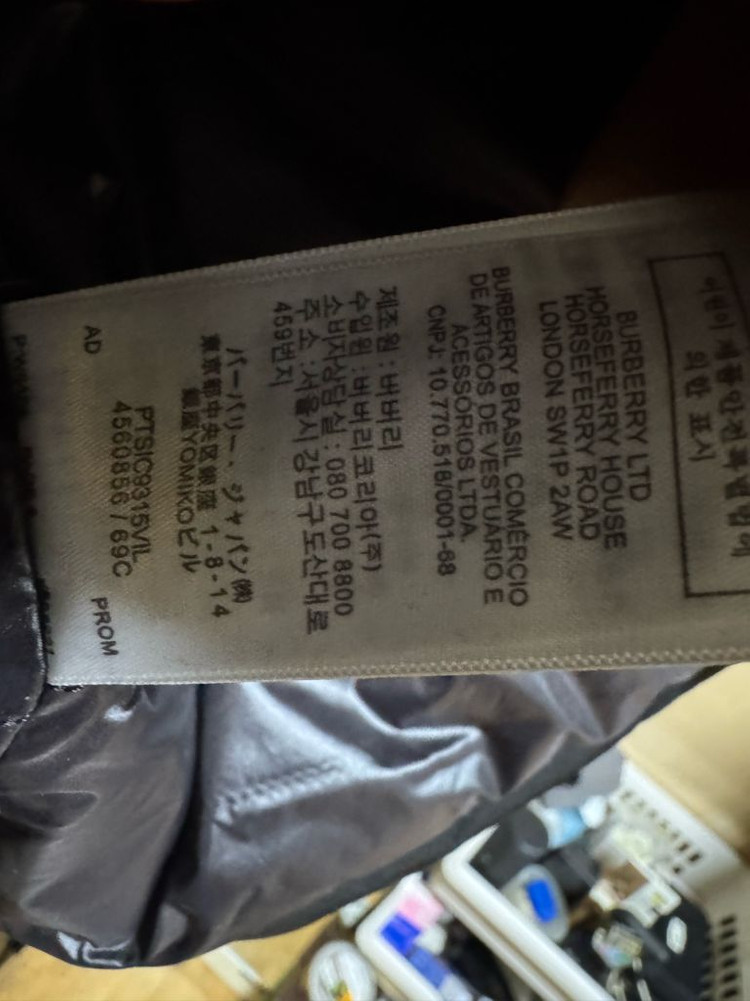 어린이 제품 안전 특별법에
의한 표시
BURBERRY LTD
HORSEFERRY HOUSE
HORSEFERRY ROAD
LONDON SW1P 2AW
BURBERRY BRASIL COMÉRCIO
DE ARTIGOS DE VESTUÁRIO E
ACESSÓRIOS LTDA.
CNPJ: 10.770.518/0001-68
제조원 : 버버리
수입원 : 버버리코리아(주)
소비자상담실 : 080 700 8800
주 소 : 서울시 강남구 도산대로
459번지
バーバリー・ジャパン㈱
東京都中央区銀座 1-8-14
銀座YOMIKOビル
PTSIC9315VIL
4560856 / 69C
AD
PROM